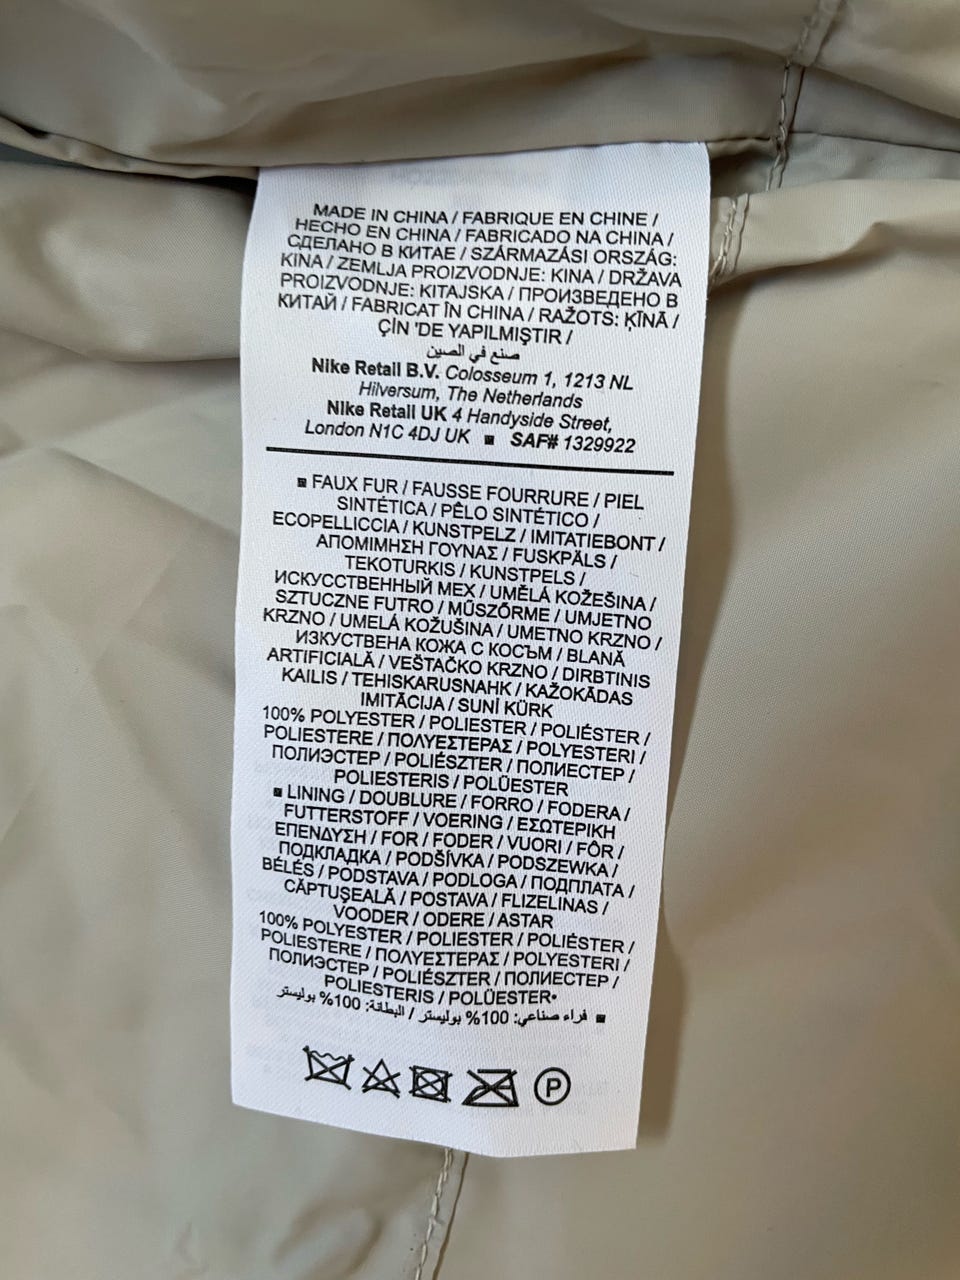 MADE IN CHINA / FABRIQUE EN CHINE /
HECHO EN CHINA / FABRICADO NA CHINA /
СДЕЛАНО В КИТАЕ / SZÁRMAZÁSI ORSZÁG:
KÍNA / ZEMLJA PROIZVODNJE: KINA / DRŽAVA
PROIZVODNJE: KITAJSKA / ПРОИЗВЕДЕНО В
КИТАЙ / FABRICAT ÎN CHINA / RAŽOTS: ĶĪNĀ /
ÇİN 'DE YAPILMIŞTIR /
صنع في الصين
Nike Retail B.V. Colosseum 1, 1213 NL
Hilversum, The Netherlands
Nike Retail UK 4 Handyside Street,
London N1C 4DJ UK ▪ SAF# 1329922
▪ FAUX FUR / FAUSSE FOURRURE / PIEL
SINTÉTICA / PÊLO SINTÉTICO /
ECOPELLICCIA / KUNSTPELZ / IMITATIEBONT /
ΑΠΟΜΙΜΗΣΗ ΓΟΥΝΑΣ / FUSKPÄLS /
TEKOTURKIS / KUNSTPELS /
ИСКУССТВЕННЫЙ МЕХ / UMĚLÁ KOŽEŠINA /
SZTUCZNE FUTRO / MŰSZŐRME / UMJETNO
KRZNO / UMELÁ KOŽUŠINA / UMETNO KRZNO /
ИЗКУСТВЕНА КОЖА С КОСЪМ / BLANĂ
ARTIFICIALĂ / VEŠTAČKO KRZNO / DIRBTINIS
KAILIS / TEHISKARUSNAHK / KAŽOKĀDAS
IMITĀCIJA / SUNİ KÜRK
100% POLYESTER / POLIESTER / POLIÉSTER /
POLIESTERE / ΠΟΛΥΕΣΤΕΡΑΣ / POLYESTERI /
ПОЛИЭСТЕР / POLIÉSZTER / ПОЛИЕСТЕР /
POLIESTERIS / POLÜESTER
▪ LINING / DOUBLURE / FORRO / FODERA /
FUTTERSTOFF / VOERING / ΕΣΩΤΕΡΙΚΗ
ΕΠΕΝΔΥΣΗ / FOR / FODER / VUORI / FÔR /
ПОДКЛАДКА / PODŠÍVKA / PODSZEWKA /
BÉLÉS / PODSTAVA / PODLOGA / ПОДПЛАТА /
CĂPTUŞEALĂ / POSTAVA / FLIZELINAS /
VOODER / ODERE / ASTAR
100% POLYESTER / POLIESTER / POLIÉSTER /
POLIESTERE / ΠΟΛΥΕΣΤΕΡΑΣ / POLYESTERI /
ПОЛИЭСТЕР / POLIÉSZTER / ПОЛИЕСТЕР /
POLIESTERIS / POLÜESTER•
▪ فراء صناعي: 100% بوليستر / البطانة: 100% بوليستر
P